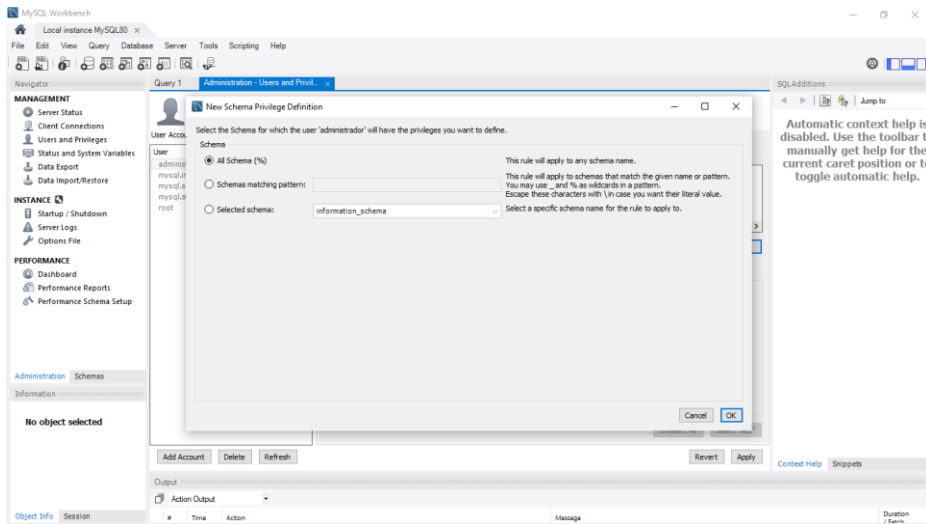 MySQL Workbench
Local instance MySQL80 ×
File Edit View Query Database Server Tools Scripting Help
Navigator
MANAGEMENT
Server Status
Client Connections
Users and Privileges
Status and System Variables
Data Export
Data Import/Restore
INSTANCE
Startup / Shutdown
Server Logs
Options File
PERFORMANCE
Dashboard
Performance Reports
Performance Schema Setup
Administration Schemas
Information
No object selected
Object Info Session
Query 1 Administration - Users and Privil.. ×
User Accou
User
adminis
mysql.in
mysql.s
mysql.sy
root
New Schema Privilege Definition
Select the Schema for which the user 'administrador' will have the privileges you want to define.
Schema
All Schema (%) This rule will apply to any schema name.
Schemas matching pattern: This rule will apply to schemas that match the given name or pattern.
You may use _ and % as wildcards in a pattern.
Escape these characters with \ in case you want their literal value.
Selected schema: information_schema Select a specific schema name for the rule to apply to.
Cancel OK
Add Account Delete Refresh Revert Apply
Output
Action Output
# Time Action Message Duration
/ Fetch
SQLAdditions
Jump to
Automatic context help is
disabled. Use the toolbar t
manually get help for the
current caret position or to
toggle automatic help.
Context Help Snippets